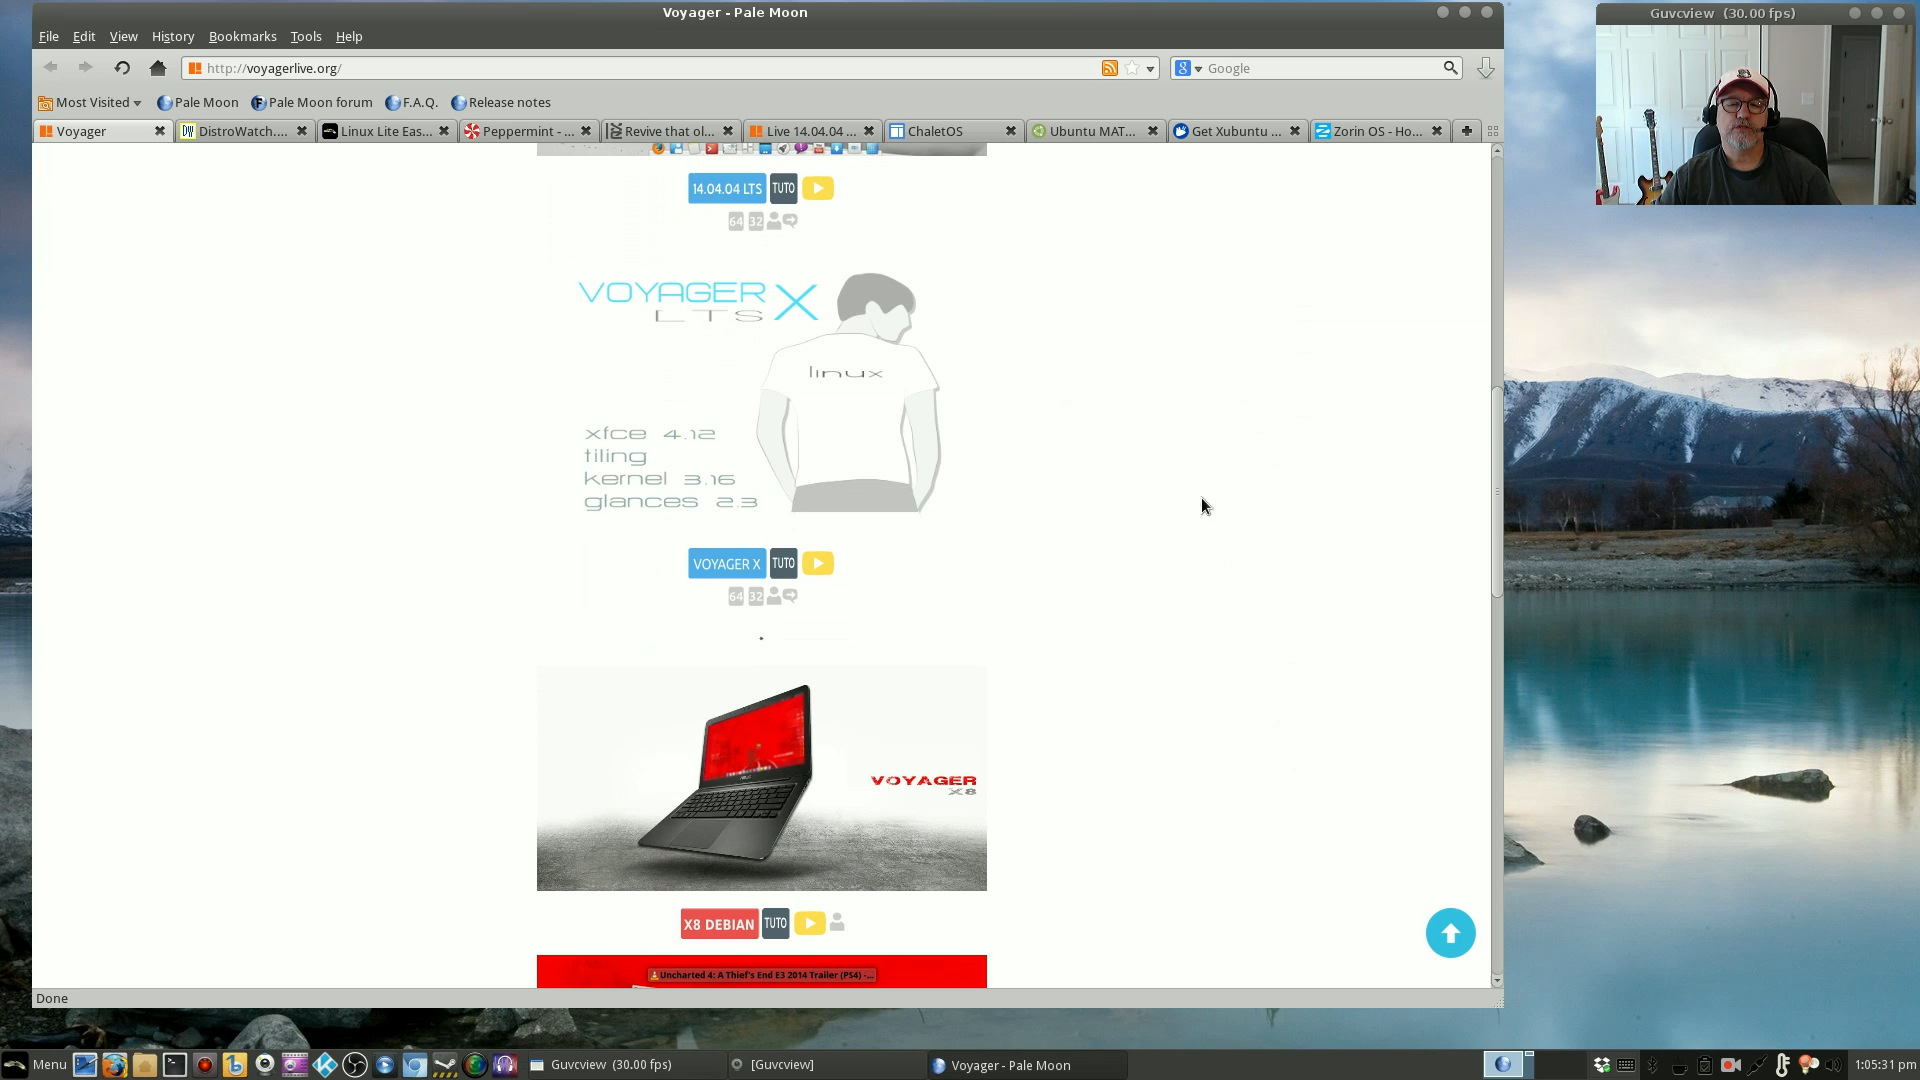 Voyager - Pale Moon
Guvcview (30.00 fps)
File Edit View History Bookmarks Tools Help
http://voyagerlive.org/
Google
Most Visited Pale Moon Pale Moon forum F.A.Q. Release notes
Voyager DistroWatch.... Linux Lite Eas... Peppermint - ... Revive that ol... Live 14.04.04 ... ChaletOS Ubuntu MAT... Get Xubuntu ... Zorin OS - Ho...
14.04.04 LTS TUTO
64 32
VOYAGER X
LTS
linux
xfce 4.12
tiling
kernel 3.16
glances 2.3
VOYAGER X TUTO
64 32
VOYAGER
X8
X8 DEBIAN TUTO
Uncharted 4: A Thief's End E3 2014 Trailer (PS4) -...
Done
Menu Guvcview (30.00 fps) [Guvcview] Voyager - Pale Moon 1:05:31 pm